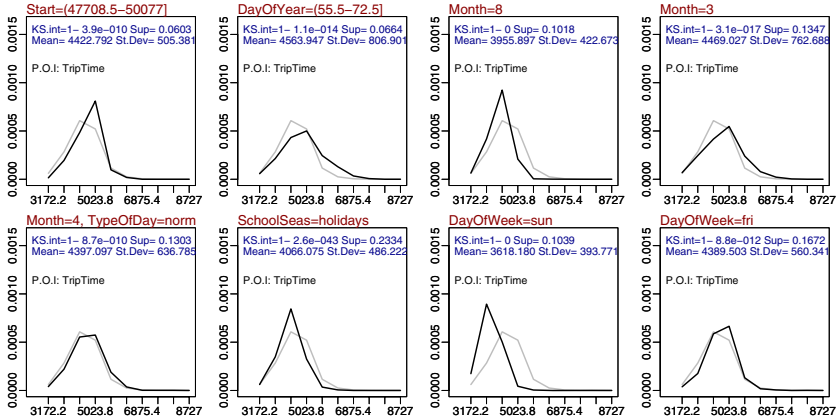 Start=(47708.5-50077]
KS.int=1- 3.9e-010 Sup= 0.0603
Mean= 4422.792 St.Dev= 505.381
P.O.I: TripTime
0.0000 0.0005 0.0010 0.0015
3172.2 5023.8 6875.4 8727
DayOfYear=(55.5-72.5]
KS.int=1- 1.1e-014 Sup= 0.0664
Mean= 4563.947 St.Dev= 806.901
P.O.I: TripTime
0.0000 0.0005 0.0010 0.0015
3172.2 5023.8 6875.4 8727
Month=8
KS.int=1- 0 Sup= 0.1018
Mean= 3955.897 St.Dev= 422.673
P.O.I: TripTime
0.0000 0.0005 0.0010 0.0015
3172.2 5023.8 6875.4 8727
Month=3
KS.int=1- 3.1e-017 Sup= 0.1347
Mean= 4469.027 St.Dev= 762.688
P.O.I: TripTime
0.0000 0.0005 0.0010 0.0015
3172.2 5023.8 6875.4 8727
Month=4, TypeOfDay=norm
KS.int=1- 8.7e-010 Sup= 0.1303
Mean= 4397.097 St.Dev= 636.785
P.O.I: TripTime
0.0000 0.0005 0.0010 0.0015
3172.2 5023.8 6875.4 8727
SchoolSeas=holidays
KS.int=1- 2.6e-043 Sup= 0.2334
Mean= 4066.075 St.Dev= 486.222
P.O.I: TripTime
0.0000 0.0005 0.0010 0.0015
3172.2 5023.8 6875.4 8727
DayOfWeek=sun
KS.int=1- 0 Sup= 0.1039
Mean= 3618.180 St.Dev= 393.771
P.O.I: TripTime
0.0000 0.0005 0.0010 0.0015
3172.2 5023.8 6875.4 8727
DayOfWeek=fri
KS.int=1- 8.8e-012 Sup= 0.1672
Mean= 4389.503 St.Dev= 560.341
P.O.I: TripTime
0.0000 0.0005 0.0010 0.0015
3172.2 5023.8 6875.4 8727